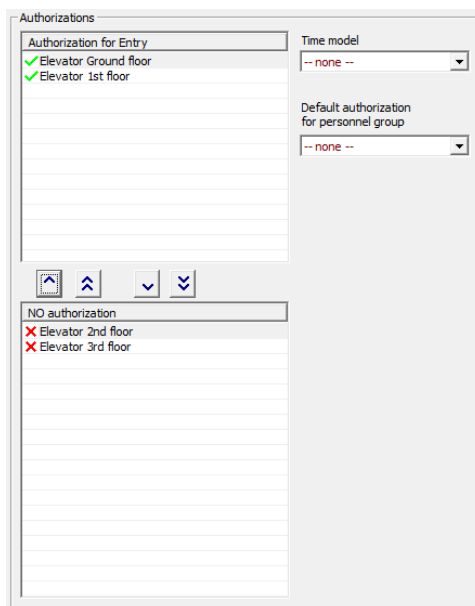 Authorizations
Authorization for Entry
Elevator Ground floor
Elevator 1st floor
Time model
-- none --
Default authorization
for personnel group
-- none --
NO authorization
Elevator 2nd floor
Elevator 3rd floor